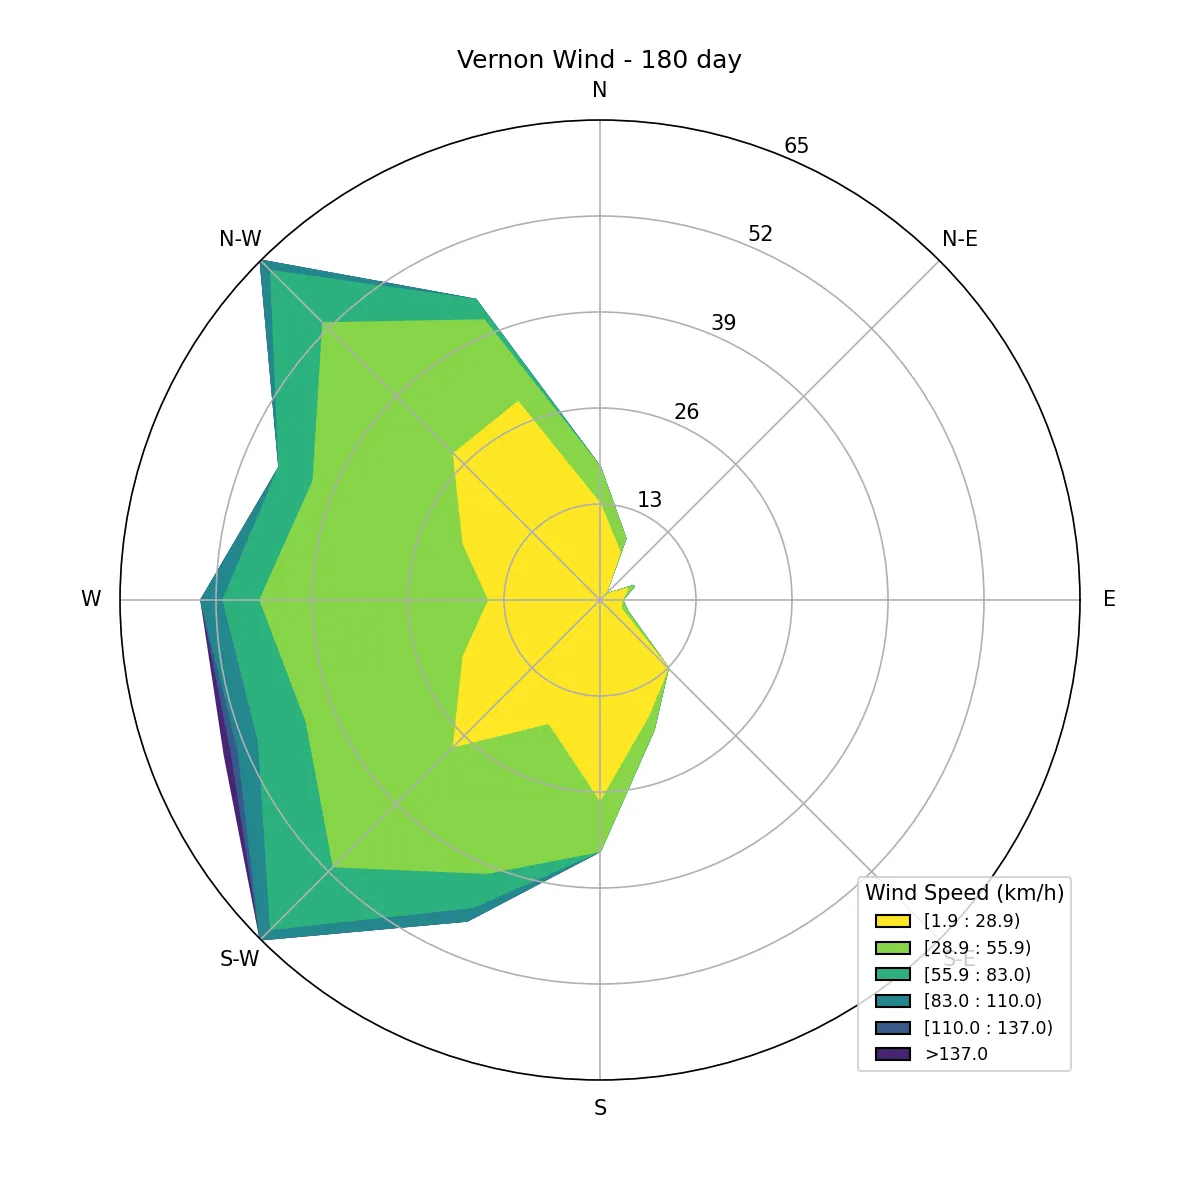 Vernon Wind - 180 day
N
65
N-W
52
N-E
39
26
13
W
E
Wind Speed (km/h)
[1.9 : 28.9)
[28.9 : 55.9)
S-W
S-E
[55.9 : 83.0)
[83.0 : 110.0)
[110.0 : 137.0)
>137.0
S